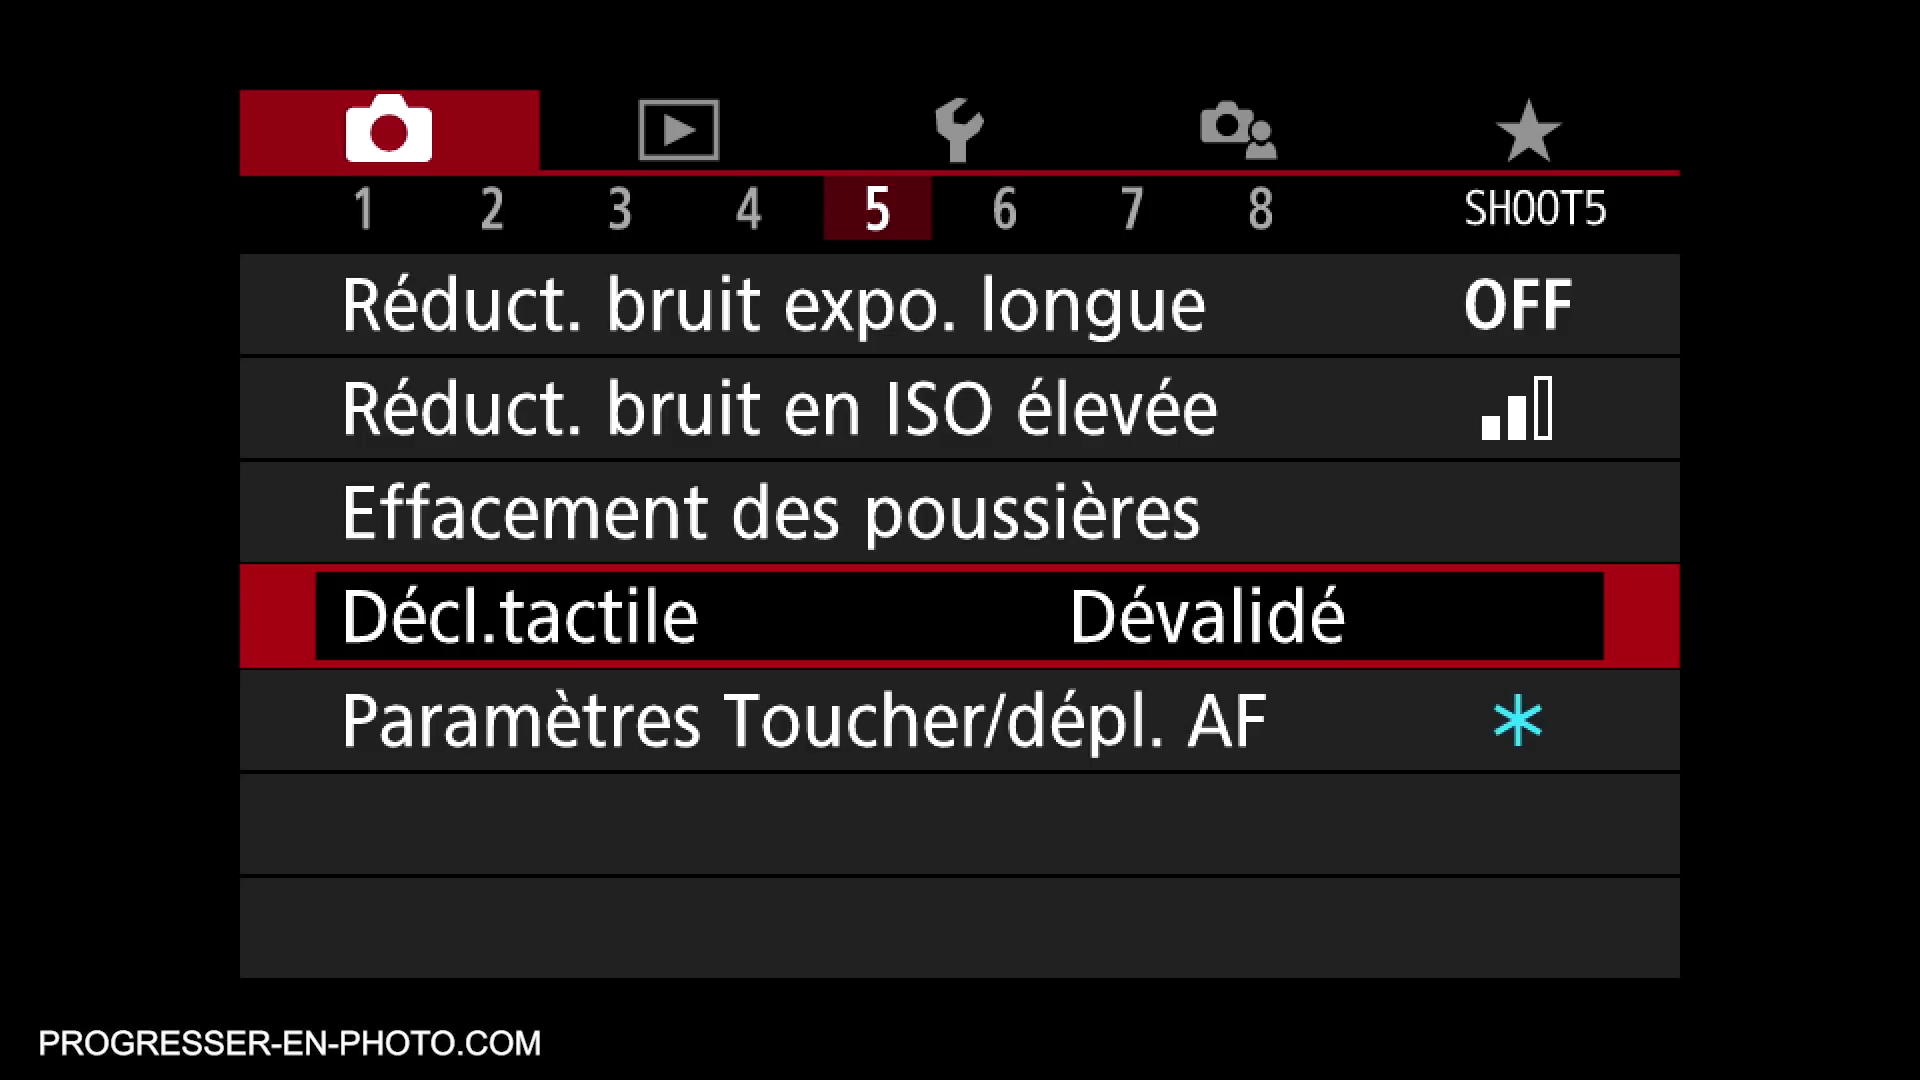 1 2 3 4 5 6 7 8 SHOOT5
Réduct. bruit expo. longue OFF
Réduct. bruit en ISO élevée
Effacement des poussières
Décl.tactile Dévalidé
Paramètres Toucher/dépl. AF *
PROGRESSER-EN-PHOTO.COM